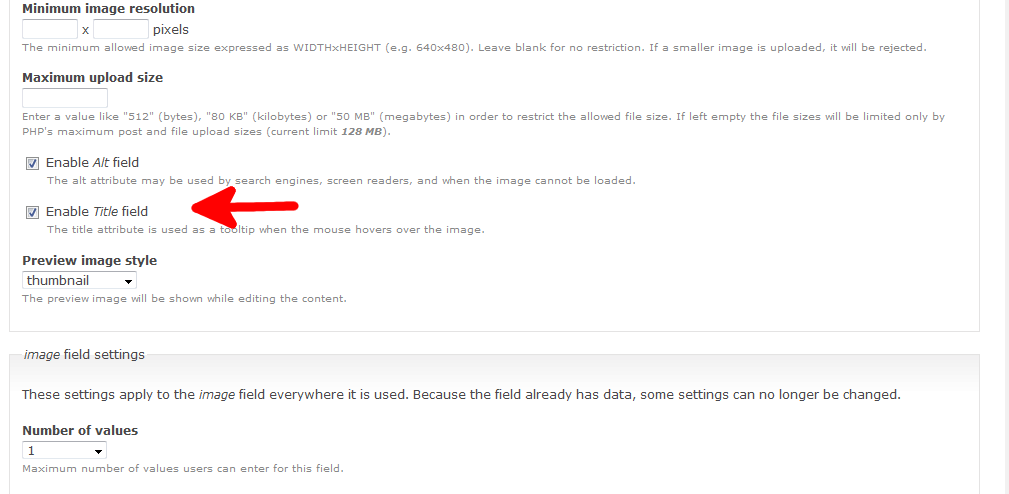 Minimum image resolution
x pixels
The minimum allowed image size expressed as WIDTHxHEIGHT (e.g. 640x480). Leave blank for no restriction. If a smaller image is uploaded, it will be rejected.
Maximum upload size
Enter a value like "512" (bytes), "80 KB" (kilobytes) or "50 MB" (megabytes) in order to restrict the allowed file size. If left empty the file sizes will be limited only by
PHP's maximum post and file upload sizes (current limit 128 MB).
Enable Alt field
The alt attribute may be used by search engines, screen readers, and when the image cannot be loaded.
Enable Title field
The title attribute is used as a tooltip when the mouse hovers over the image.
Preview image style
thumbnail
The preview image will be shown while editing the content.
image field settings
These settings apply to the image field everywhere it is used. Because the field already has data, some settings can no longer be changed.
Number of values
1
Maximum number of values users can enter for this field.